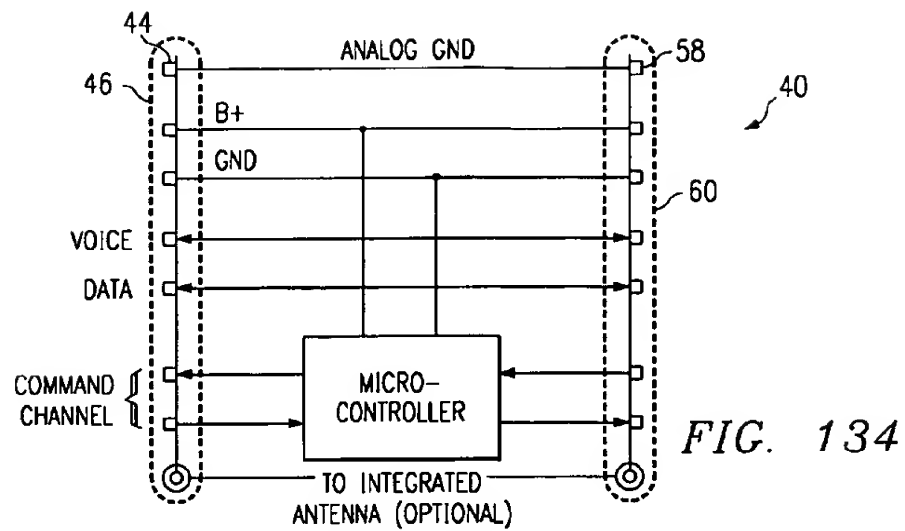 44
ANALOG GND
58
46
40
B+
GND
60
VOICE
DATA
COMMAND
CHANNEL
MICRO-
CONTROLLER
FIG. 134
TO INTEGRATED
ANTENNA (OPTIONAL)